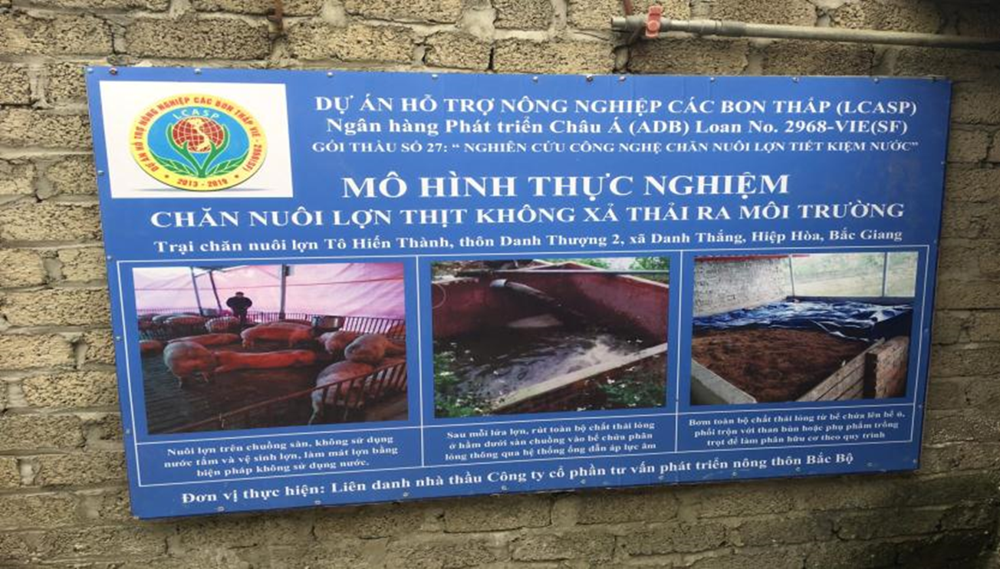 DỰ ÁN HỖ TRỢ NÔNG NGHIỆP CÁC BON THẤP VIE - 2968(SF)
LCASP
2013 - 2019
DỰ ÁN HỖ TRỢ NÔNG NGHIỆP CÁC BON THẤP (LCASP)
Ngân hàng Phát triển Châu Á (ADB) Loan No. 2968-VIE(SF)
GÓI THẦU SỐ 27: “ NGHIÊN CỨU CÔNG NGHỆ CHĂN NUÔI LỢN TIẾT KIỆM NƯỚC”
MÔ HÌNH THỰC NGHIỆM
CHĂN NUÔI LỢN THỊT KHÔNG XẢ THẢI RA MÔI TRƯỜNG
Trại chăn nuôi lợn Tô Hiến Thành, thôn Danh Thượng 2, xã Danh Thắng, Hiệp Hòa, Bắc Giang
Nuôi lợn trên chuồng sàn, không sử dụng
nước tắm và vệ sinh lợn, làm mát lợn bằng
biện pháp không sử dụng nước.
Sau mỗi lứa lợn, rút toàn bộ chất thải lỏng
ở hầm dưới sàn chuồng vào bể chứa phân
lỏng thông qua hệ thống ống dẫn áp lực âm
Bơm toàn bộ chất thải lỏng từ bể chứa lên bể ủ,
phối trộn với than bùn hoặc phụ phẩm trồng
trọt để làm phân hữu cơ theo quy trình
Đơn vị thực hiện: Liên danh nhà thầu Công ty cổ phần tư vấn phát triển nông thôn Bắc Bộ